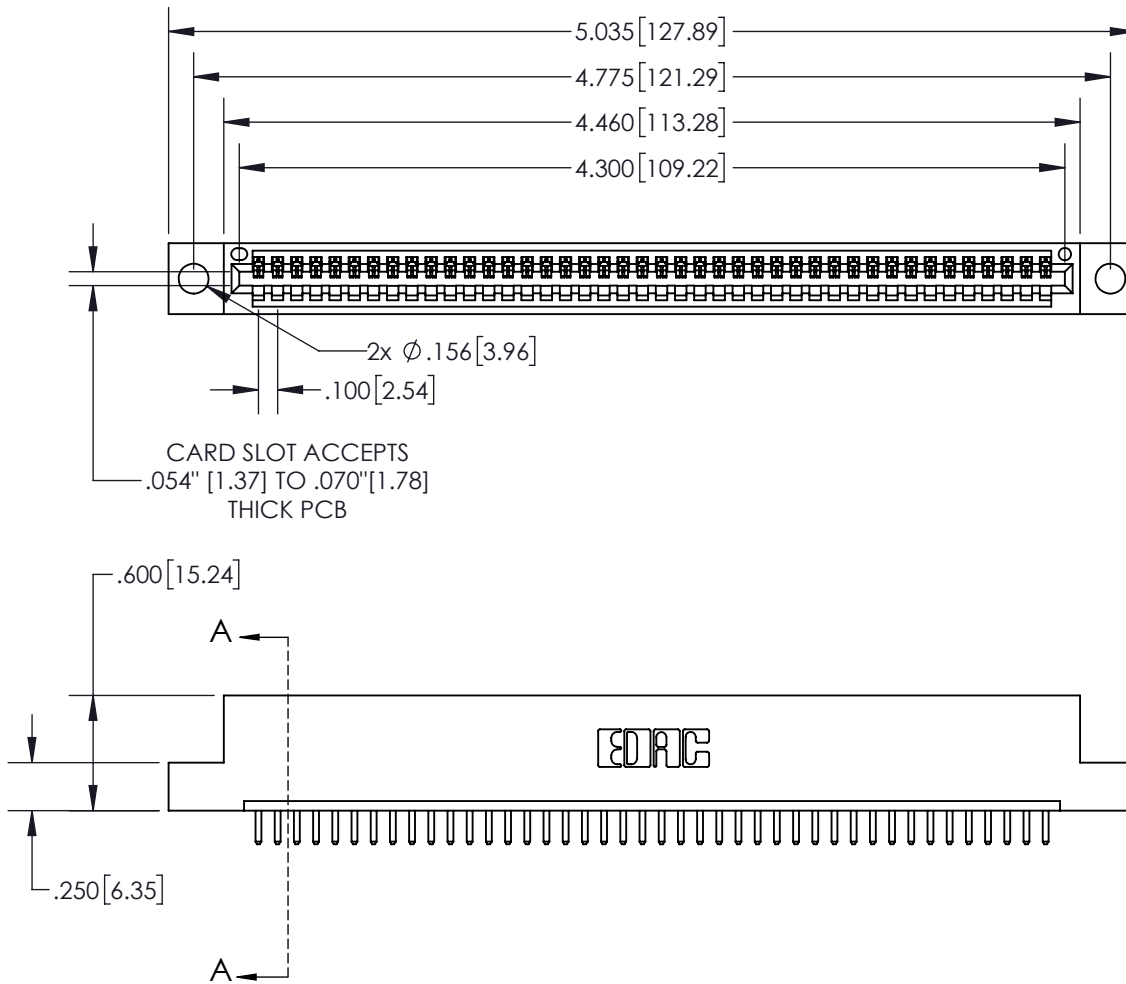 5.035[127.89]
4.775[121.29]
4.460[113.28]
4.300[109.22]
2x Ø .156[3.96]
.100[2.54]
CARD SLOT ACCEPTS
.054" [1.37] TO .070"[1.78]
THICK PCB
.600[15.24]
A
EDAC
.250[6.35]
A